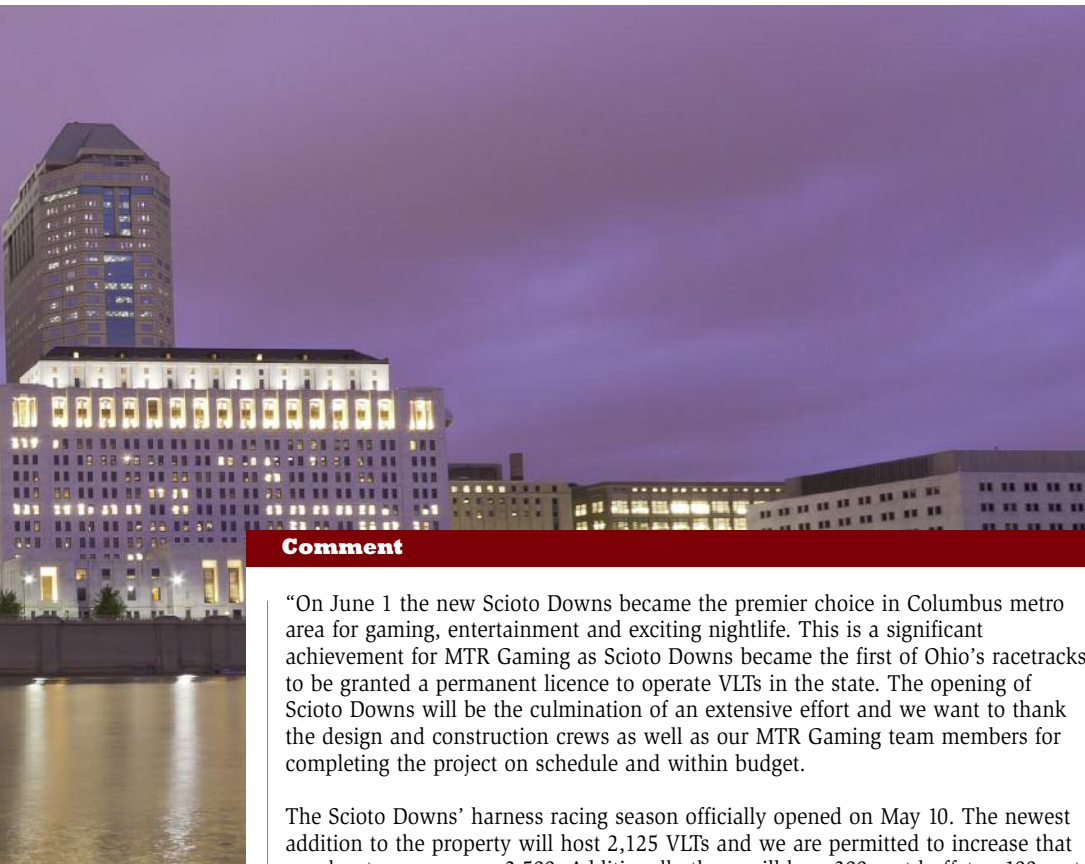 Comment
“On June 1 the new Scioto Downs became the premier choice in Columbus metro
area for gaming, entertainment and exciting nightlife. This is a significant
achievement for MTR Gaming as Scioto Downs became the first of Ohio’s racetracks
to be granted a permanent licence to operate VLTs in the state. The opening of
Scioto Downs will be the culmination of an extensive effort and we want to thank
the design and construction crews as well as our MTR Gaming team members for
completing the project on schedule and within budget.
The Scioto Downs’ harness racing season officially opened on May 10. The newest
addition to the property will host 2,125 VLTs and we are permitted to increase that